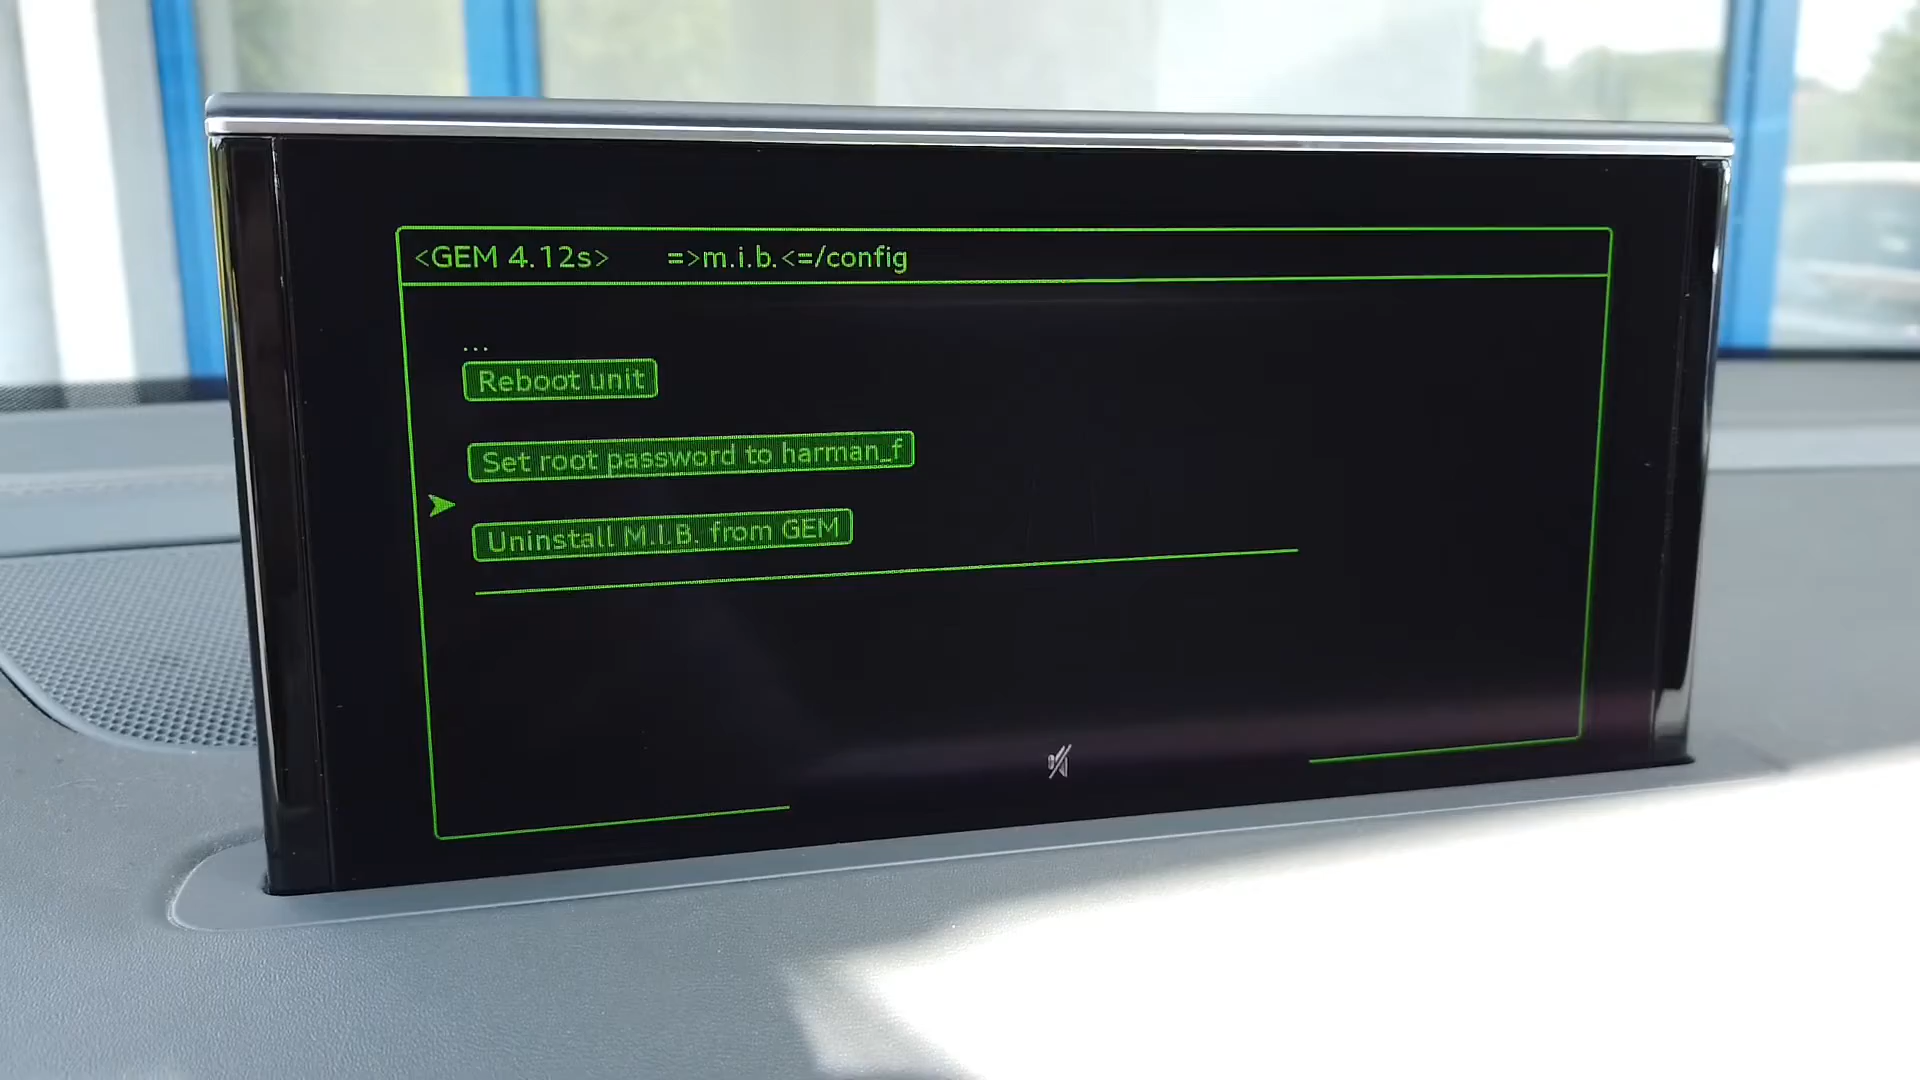 <GEM 4.12s> =>m.i.b.<=/config
...
Reboot unit
Set root password to harman_f
Uninstall M.I.B. from GEM